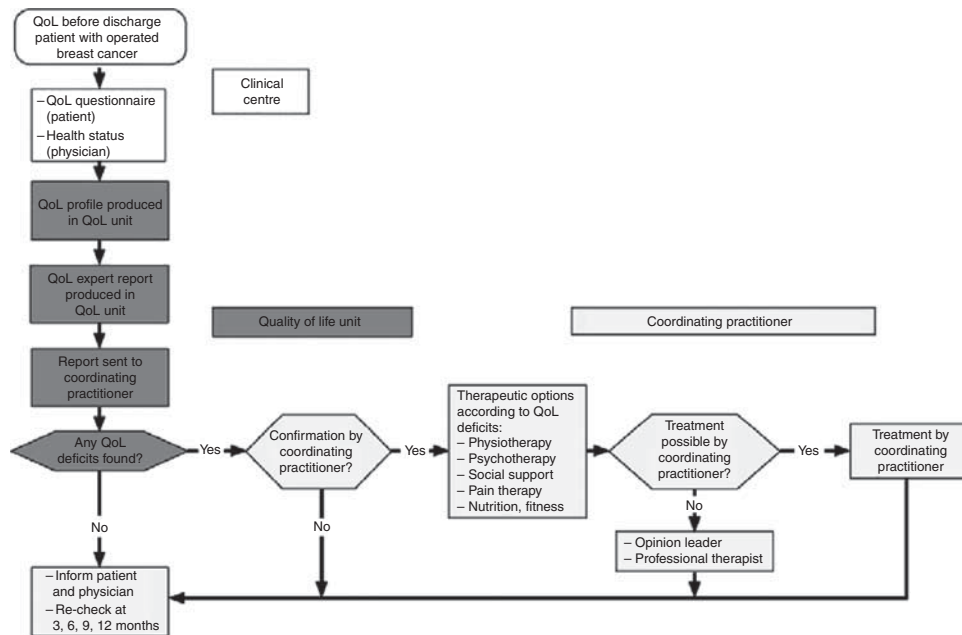 QoL before discharge
patient with operated
breast cancer
Clinical
centre
– QoL questionnaire
(patient)
– Health status
(physician)
QoL profile produced
in QoL unit
QoL expert report
produced in
QoL unit
Quality of life unit
Coordinating practitioner
Report sent to
coordinating
practitioner
Any QoL
deficits found?
Yes
Confirmation by
coordinating
practitioner?
Yes
Therapeutic options
according to QoL
deficits:
– Physiotherapy
– Psychotherapy
– Social support
– Pain therapy
– Nutrition, fitness
Treatment
possible by
coordinating
practitioner?
Yes
Treatment by
coordinating
practitioner
No
No
No
– Opinion leader
– Professional therapist
– Inform patient
and physician
– Re-check at
3, 6, 9, 12 months